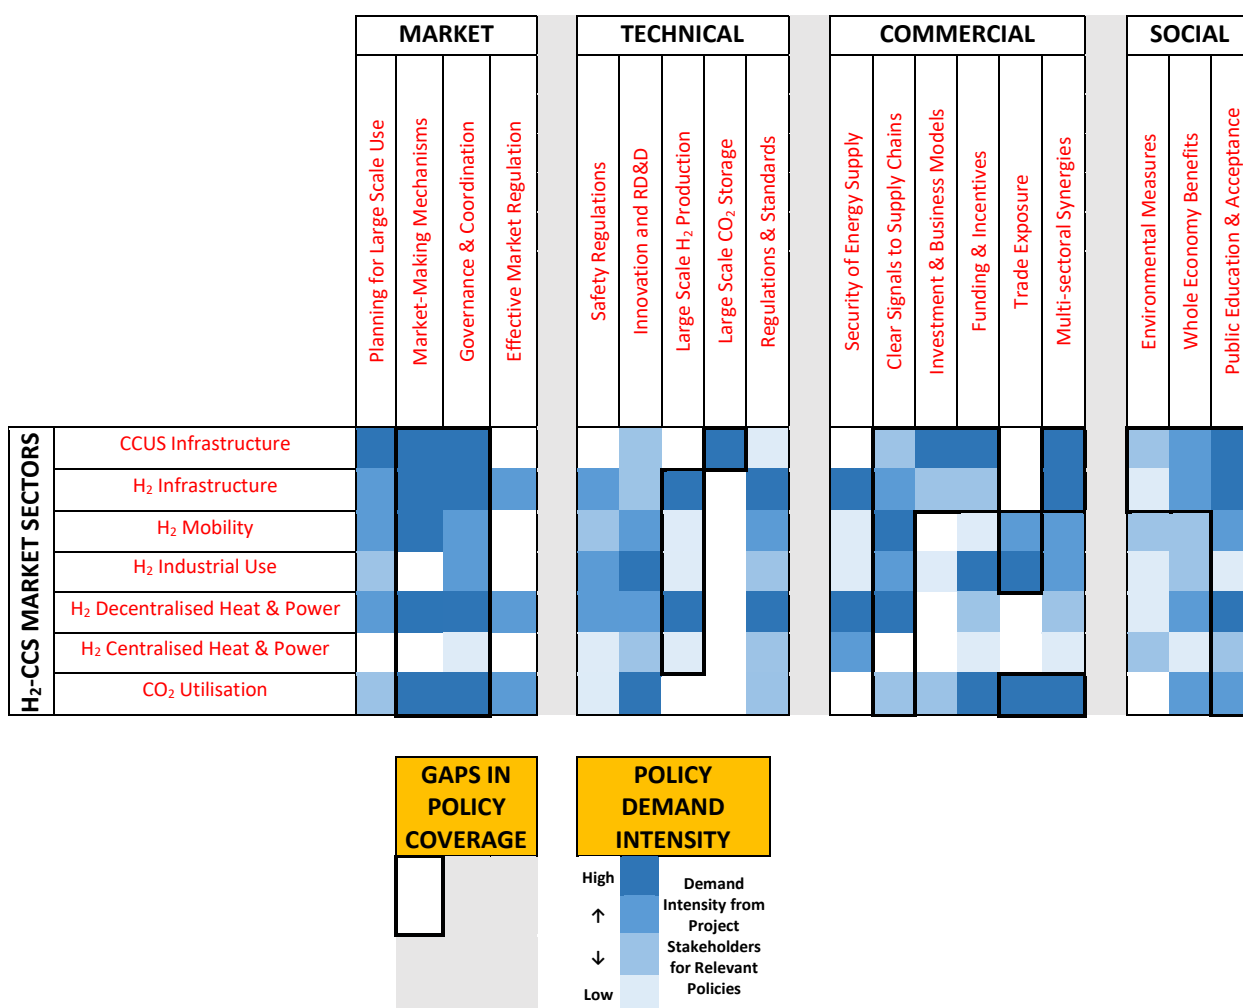 MARKET
TECHNICAL
COMMERCIAL
SOCIAL
Planning for Large Scale Use
Market-Making Mechanisms
Governance & Coordination
Effective Market Regulation
Safety Regulations
Innovation and RD&D
Large Scale H₂ Production
Large Scale CO₂ Storage
Regulations & Standards
Security of Energy Supply
Clear Signals to Supply Chains
Investment & Business Models
Funding & Incentives
Trade Exposure
Multi-sectoral Synergies
Environmental Measures
Whole Economy Benefits
Public Education & Acceptance
H₂-CCS MARKET SECTORS
CCUS Infrastructure
H₂ Infrastructure
H₂ Mobility
H₂ Industrial Use
H₂ Decentralised Heat & Power
H₂ Centralised Heat & Power
CO₂ Utilisation
GAPS IN
POLICY
COVERAGE
POLICY
DEMAND
INTENSITY
High
↑
↓
Low
Demand
Intensity from
Project
Stakeholders
for Relevant
Policies